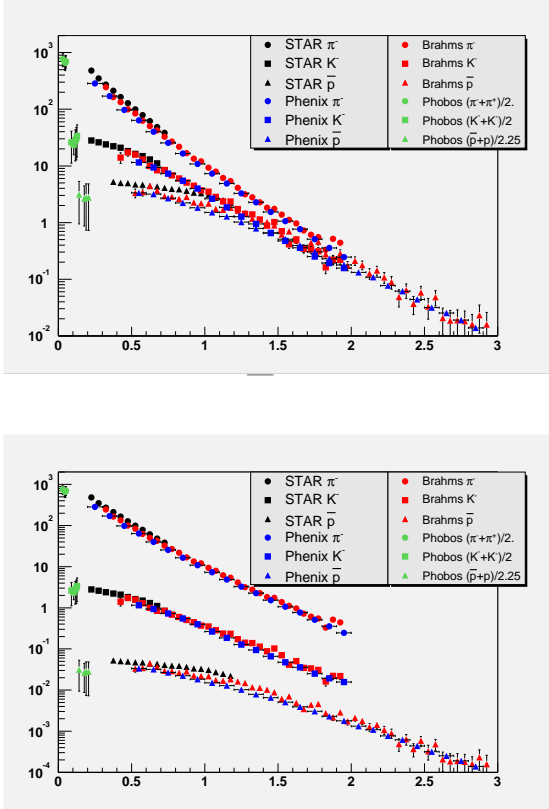 STAR π⁻ Brahms π⁻
10³ STAR K⁻ Brahms K⁻
STAR p̅ Brahms p̅
10² Phenix π⁻ Phobos (π⁻+π⁺)/2.
Phenix K⁻ Phobos (K⁻+K⁺)/2
Phenix p̅ Phobos (p̅+p)/2.25
10
1
10⁻¹
10⁻²
0 0.5 1 1.5 2 2.5 3
STAR π⁻ Brahms π⁻
10³ STAR K⁻ Brahms K⁻
STAR p̅ Brahms p̅
10² Phenix π⁻ Phobos (π⁻+π⁺)/2.
Phenix K⁻ Phobos (K⁻+K⁺)/2
Phenix p̅ Phobos (p̅+p)/2.25
10
1
10⁻¹
10⁻²
10⁻³
10⁻⁴
0 0.5 1 1.5 2 2.5 3